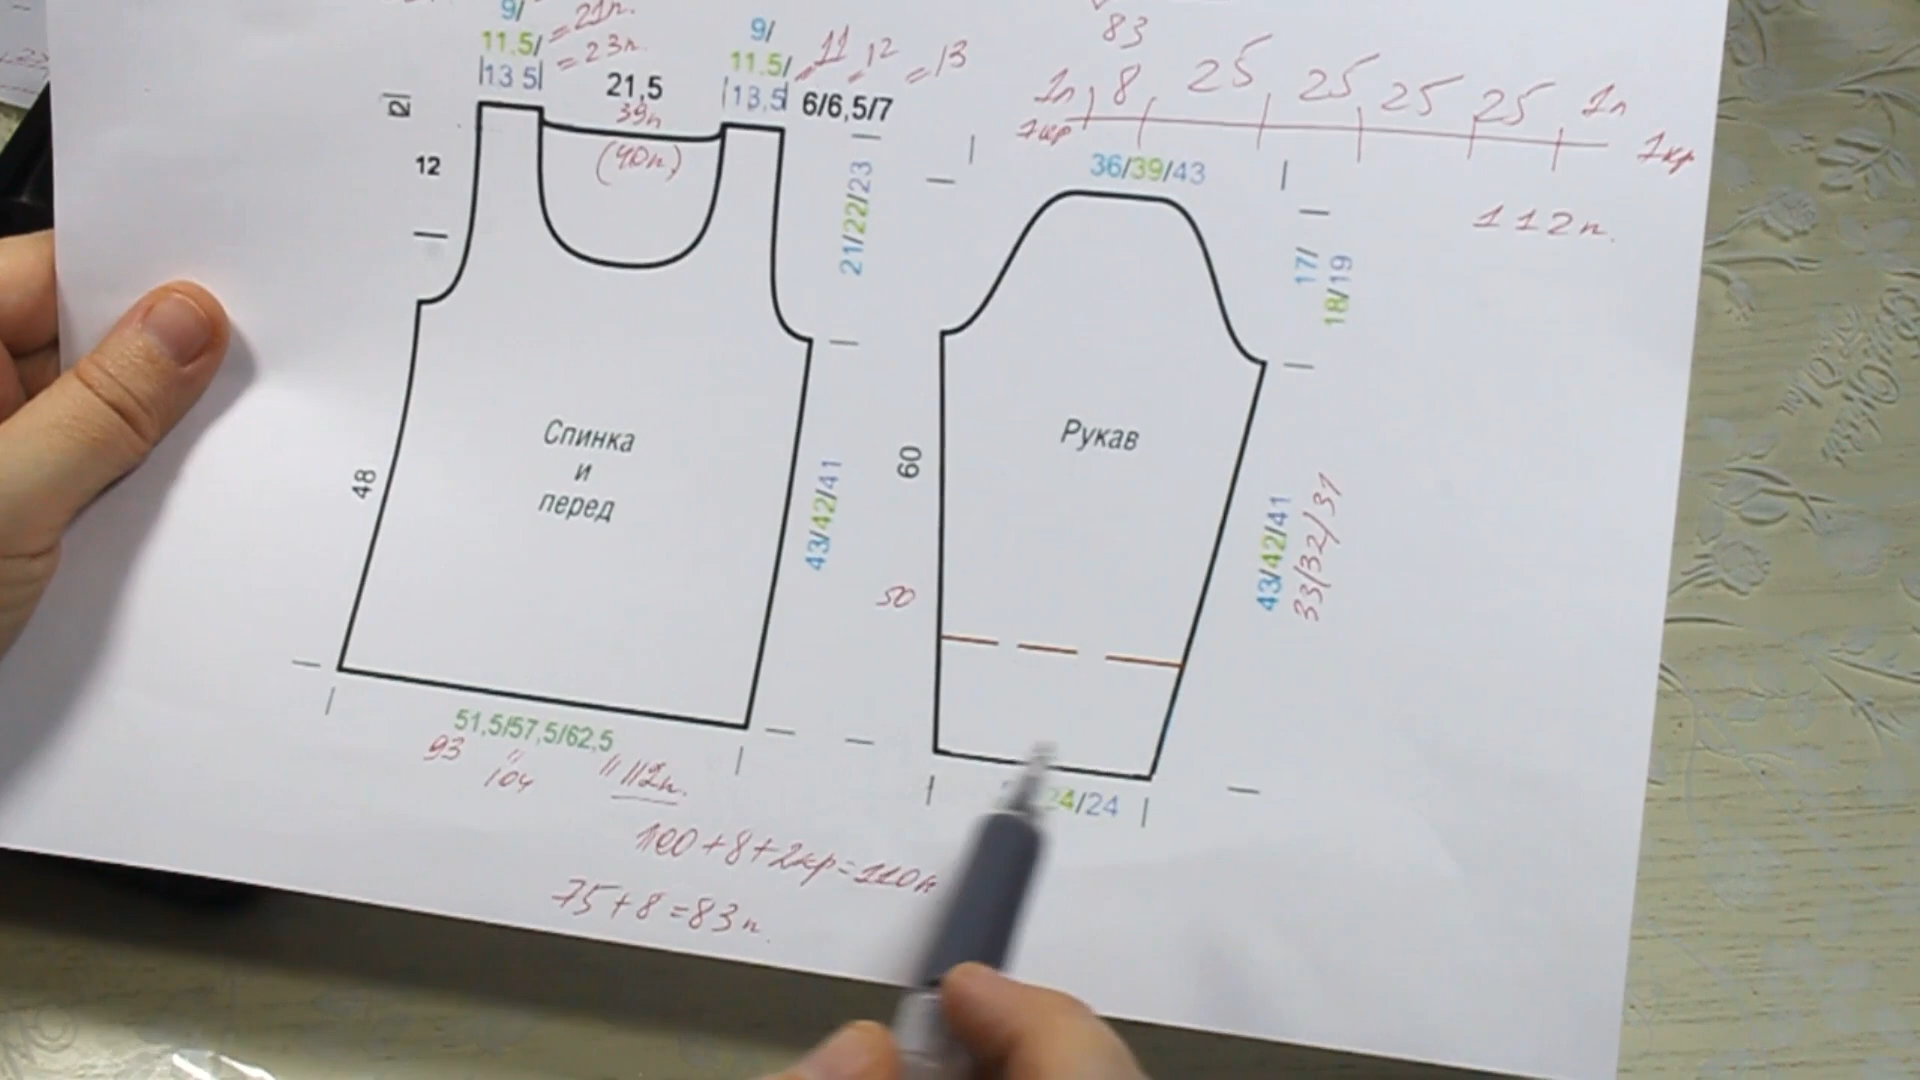 9/
11.5/ = 21п.
|13 5| = 23п.
21,5
39п
(40п)
9/
11.5/ = 11 = 12 = 13
|13,5| 6/6,5/7
2
12
48
21/22/23
43/42/41
Спинка
и
перед
51,5/57,5/62,5
93 " 104 " 112п.
100+8+2кр=110п
75+8=83п.
83
1п 8 25 25 25 25 1п
1кр 1кр
112п.
36/39/43
17/
18/19
Рукав
60
50
43/42/41
33/32/31
24/24